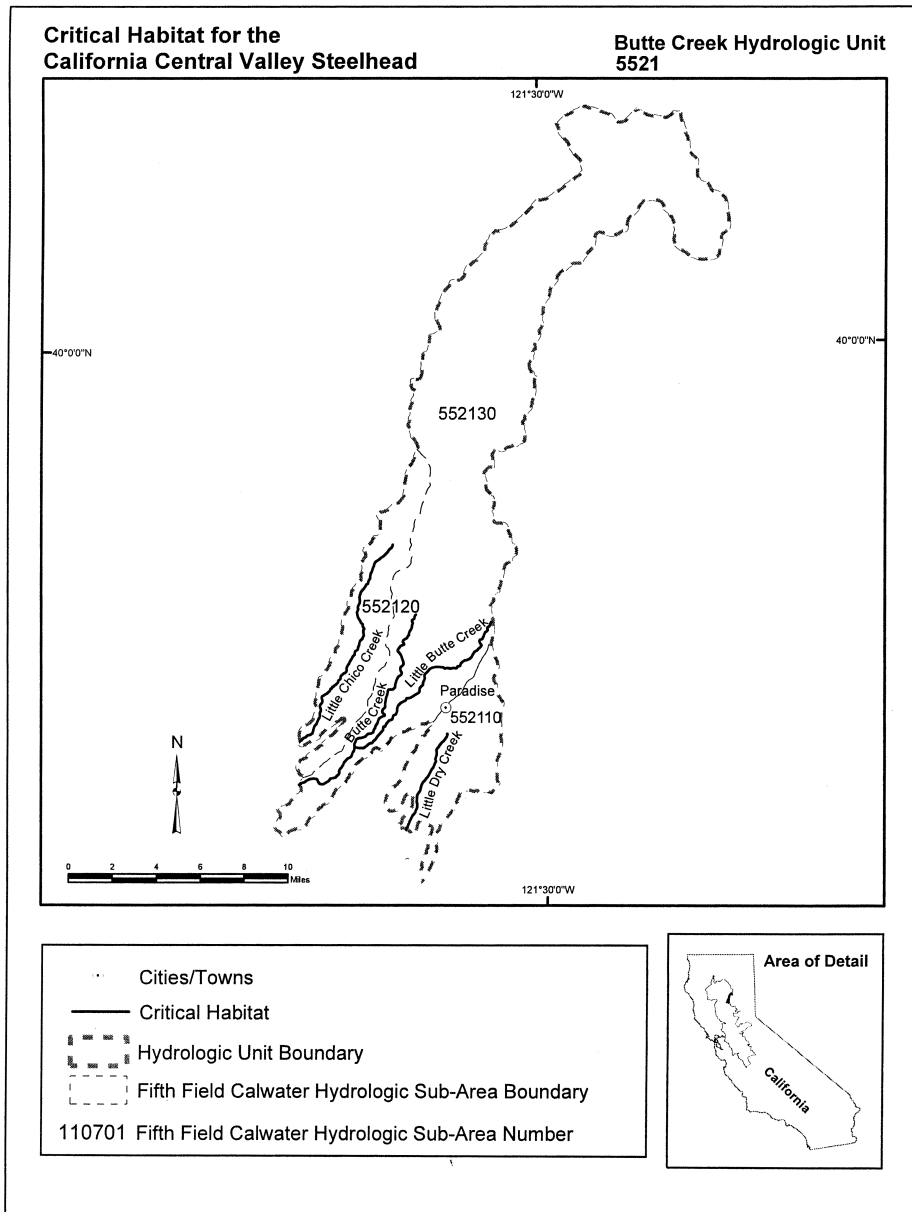 Critical Habitat for the
California Central Valley Steelhead
Butte Creek Hydrologic Unit
5521
121°30'0"W
40°0'0"N
40°0'0"N
552130
552120
Little Chico Creek
Butte Creek
Little Butte Creek
Paradise
552110
Little Dry Creek
N
0 2 4 6 8 10
Miles
121°30'0"W
Cities/Towns
Critical Habitat
Hydrologic Unit Boundary
Fifth Field Calwater Hydrologic Sub-Area Boundary
110701 Fifth Field Calwater Hydrologic Sub-Area Number
Area of Detail
California